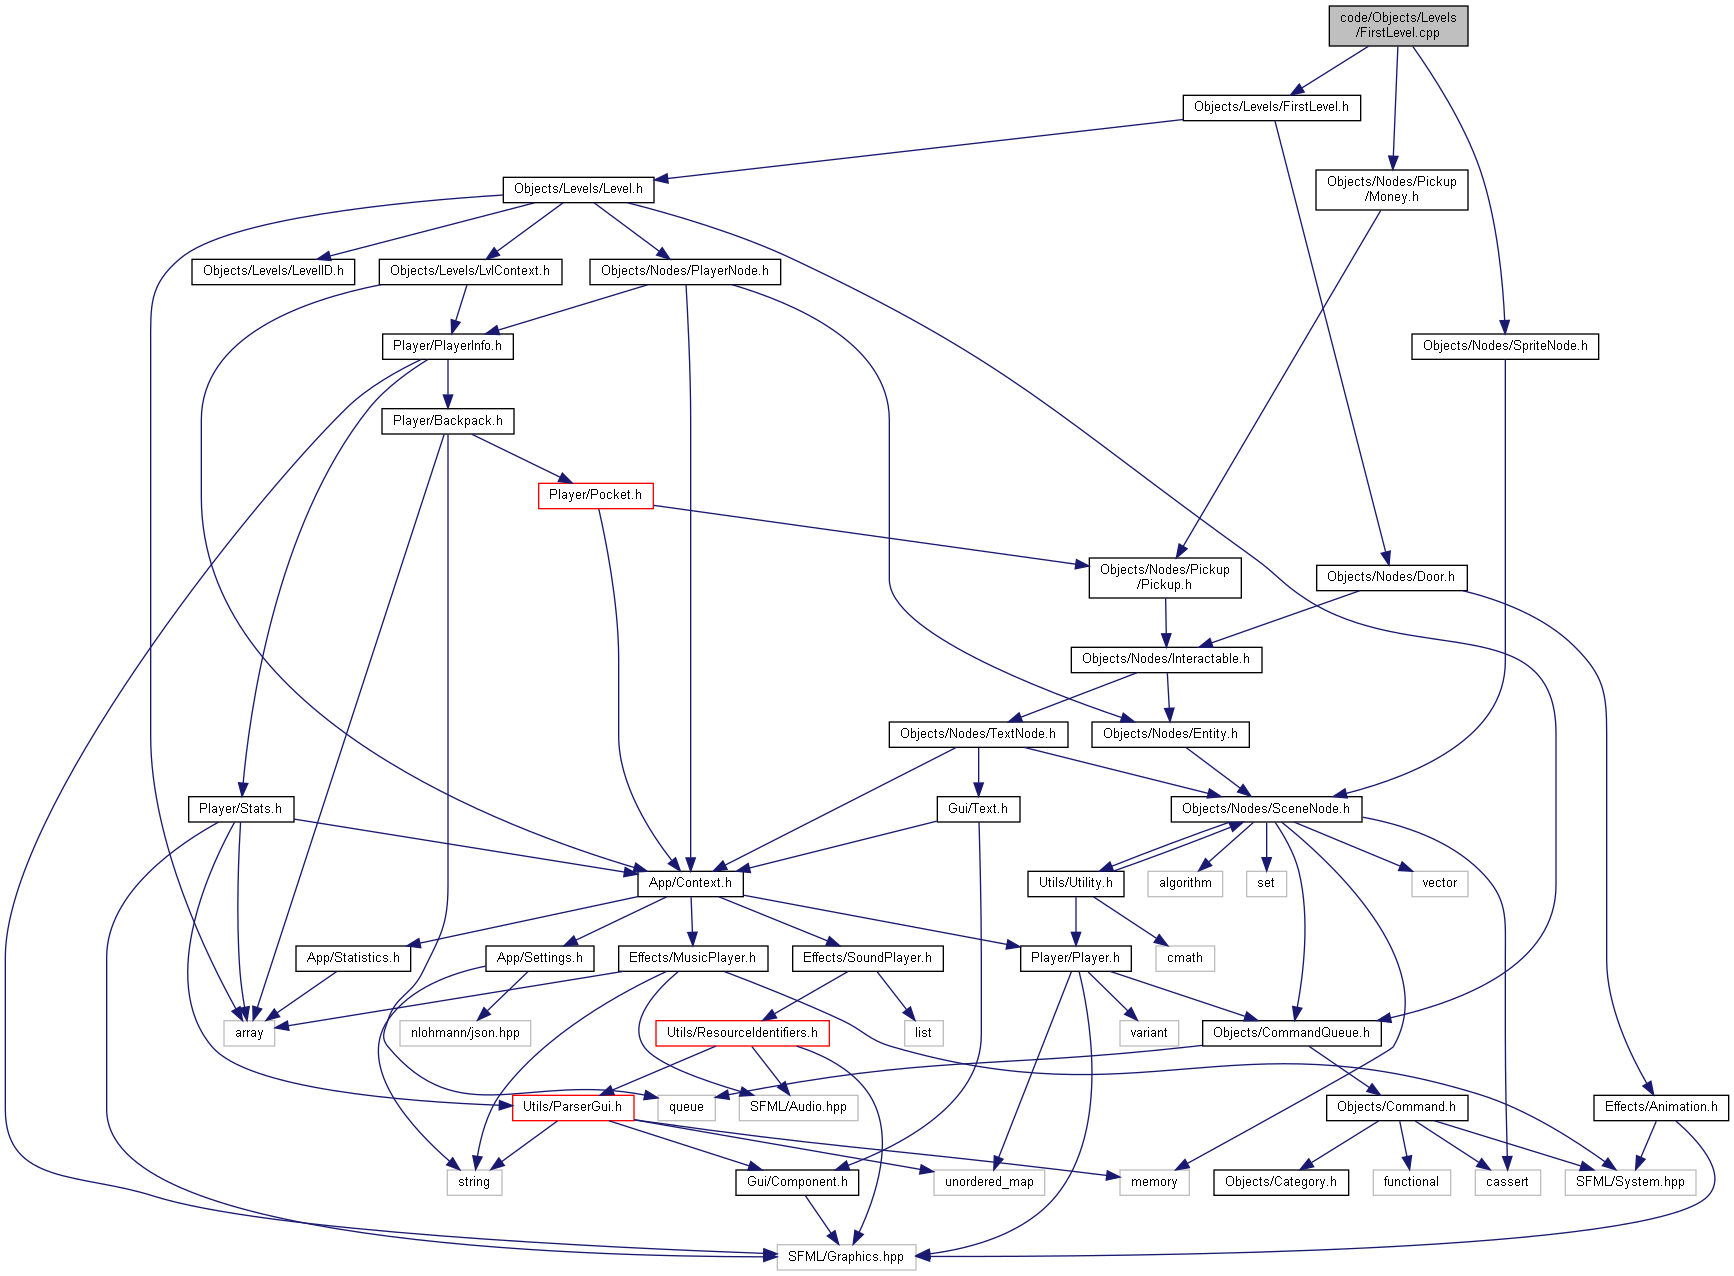 code/Objects/Levels
/FirstLevel.cpp
Objects/Levels/FirstLevel.h
Objects/Nodes/Pickup
/Money.h
Objects/Levels/Level.h
Objects/Levels/LevelID.h
Objects/Levels/LvlContext.h
Objects/Nodes/PlayerNode.h
Player/PlayerInfo.h
Objects/Nodes/SpriteNode.h
Player/Backpack.h
Player/Pocket.h
Objects/Nodes/Pickup
/Pickup.h
Objects/Nodes/Door.h
Objects/Nodes/Interactable.h
Objects/Nodes/TextNode.h
Objects/Nodes/Entity.h
Player/Stats.h
Gui/Text.h
Objects/Nodes/SceneNode.h
App/Context.h
Utils/Utility.h
algorithm
set
vector
App/Statistics.h
App/Settings.h
Effects/MusicPlayer.h
Effects/SoundPlayer.h
Player/Player.h
cmath
array
nlohmann/json.hpp
Utils/ResourceIdentifiers.h
list
variant
Objects/CommandQueue.h
Utils/ParserGui.h
queue
SFML/Audio.hpp
Objects/Command.h
Effects/Animation.h
string
Gui/Component.h
unordered_map
memory
Objects/Category.h
functional
cassert
SFML/System.hpp
SFML/Graphics.hpp